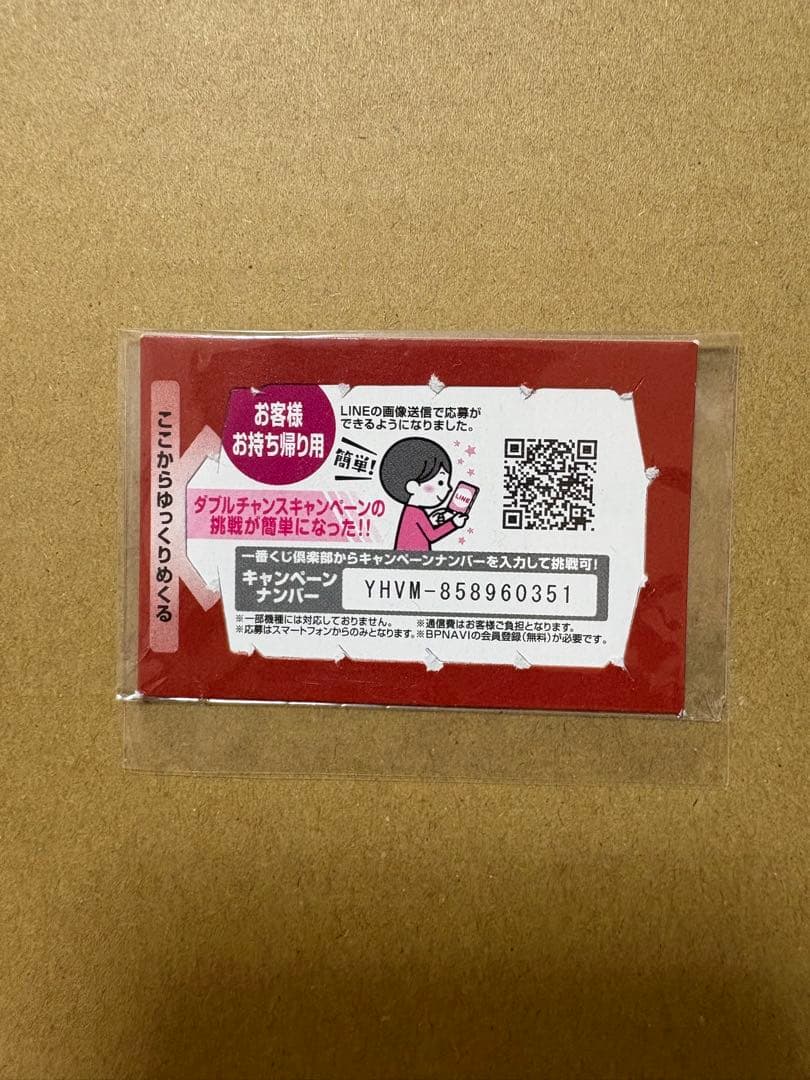 ここからゆっくりめくる
お客様
お持ち帰り用
LINEの画像送信で応募が
できるようになりました。
簡単!
LINE
ダブルチャンスキャンペーンの
挑戦が簡単になった!!
一番くじ倶楽部からキャンペーンナンバーを入力して挑戦可!
キャンペーン
ナンバー
YHVM-858960351
※一部機種には対応しておりません。 ※通信費はお客様ご負担となります。
※応募はスマートフォンからのみとなります。※BPNAVIの会員登録(無料)が必要です。